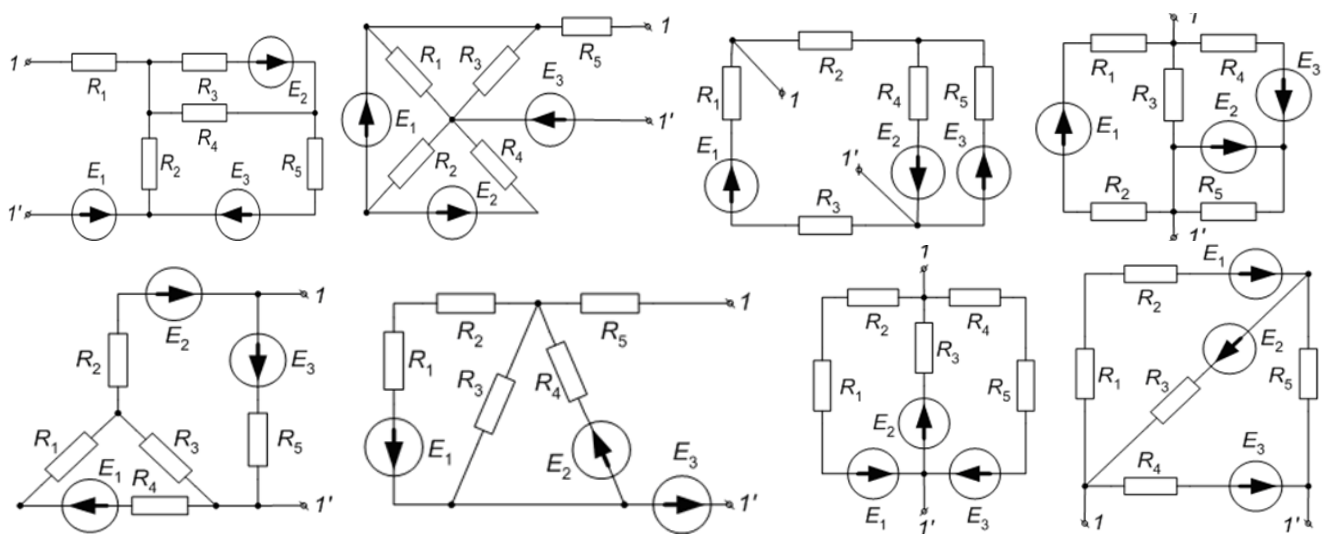 1 R1 R3 E2
R4
1' E1 R2 E3 R5
R1 R3 R5 1
E1 E3 1'
R2 R4
E2
R2
R1 1 R4 R5
E1 1' E2 E3
R3
1
R1 R4
R3 E3
E1 E2
R2 R5
1'
E2 1
R2 E3
R1 R3 R5
E1 R4 1'
R2 R5 1
R1 R3 R4
E1 E2 E3 1'
1
R2 R4
R3
R1 R5
E2
E1 1' E3
R2 E1
E2
R1 R3 R5
R4 E3
1 1'